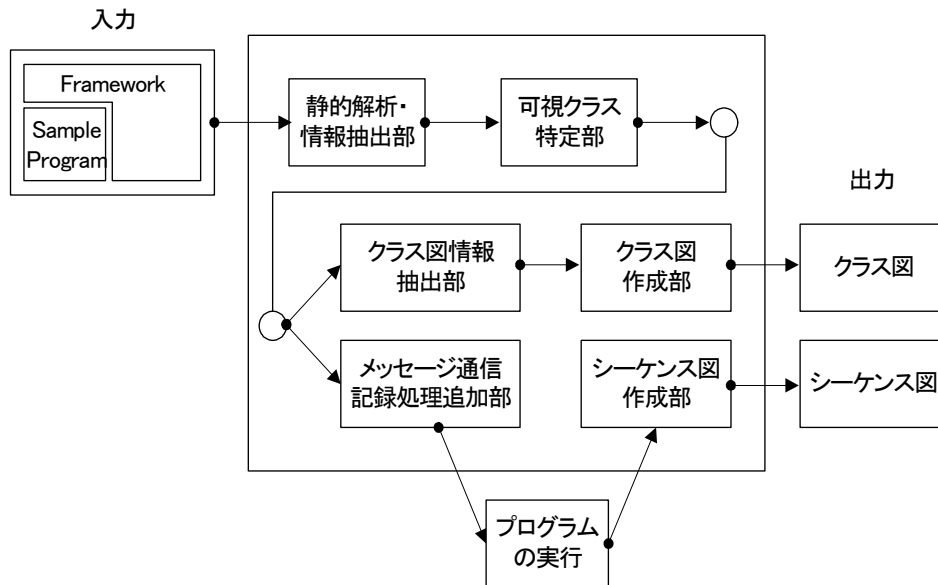 入力
Framework
Sample
Program
静的解析・
情報抽出部
可視クラス
特定部
出力
クラス図情報
抽出部
クラス図
作成部
クラス図
メッセージ通信
記録処理追加部
シーケンス図
作成部
シーケンス図
プログラム
の実行